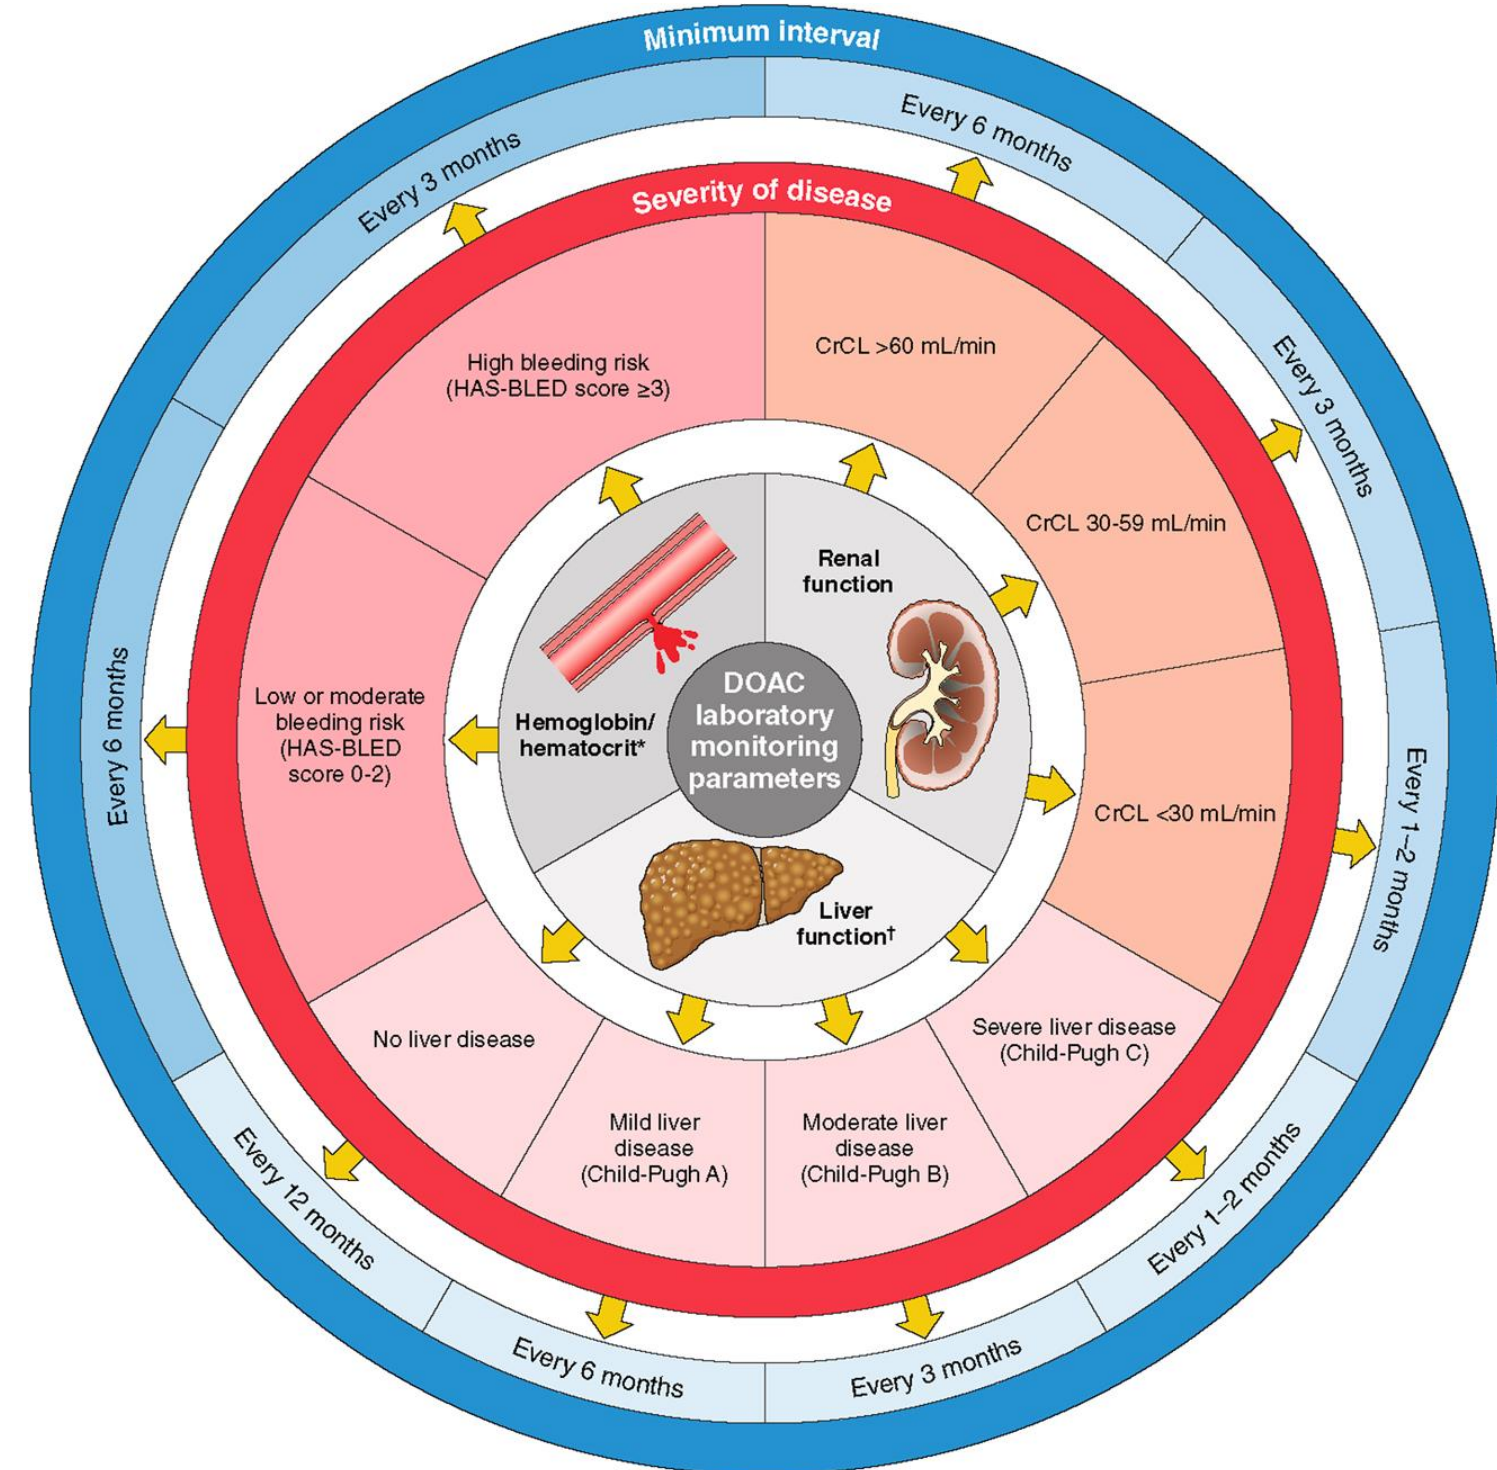 Minimum interval
Every 6 months
Every 3 months
Every 1–2 months
Every 1–2 months
Every 3 months
Every 6 months
Every 12 months
Every 6 months
Every 3 months
Severity of disease
CrCL >60 mL/min
CrCL 30-59 mL/min
CrCL <30 mL/min
Severe liver disease
(Child-Pugh C)
Moderate liver
disease
(Child-Pugh B)
Mild liver
disease
(Child-Pugh A)
No liver disease
Low or moderate
bleeding risk
(HAS-BLED
score 0-2)
High bleeding risk
(HAS-BLED score ≥3)
Renal
function
Liver
function†
Hemoglobin/
hematocrit*
DOAC
laboratory
monitoring
parameters